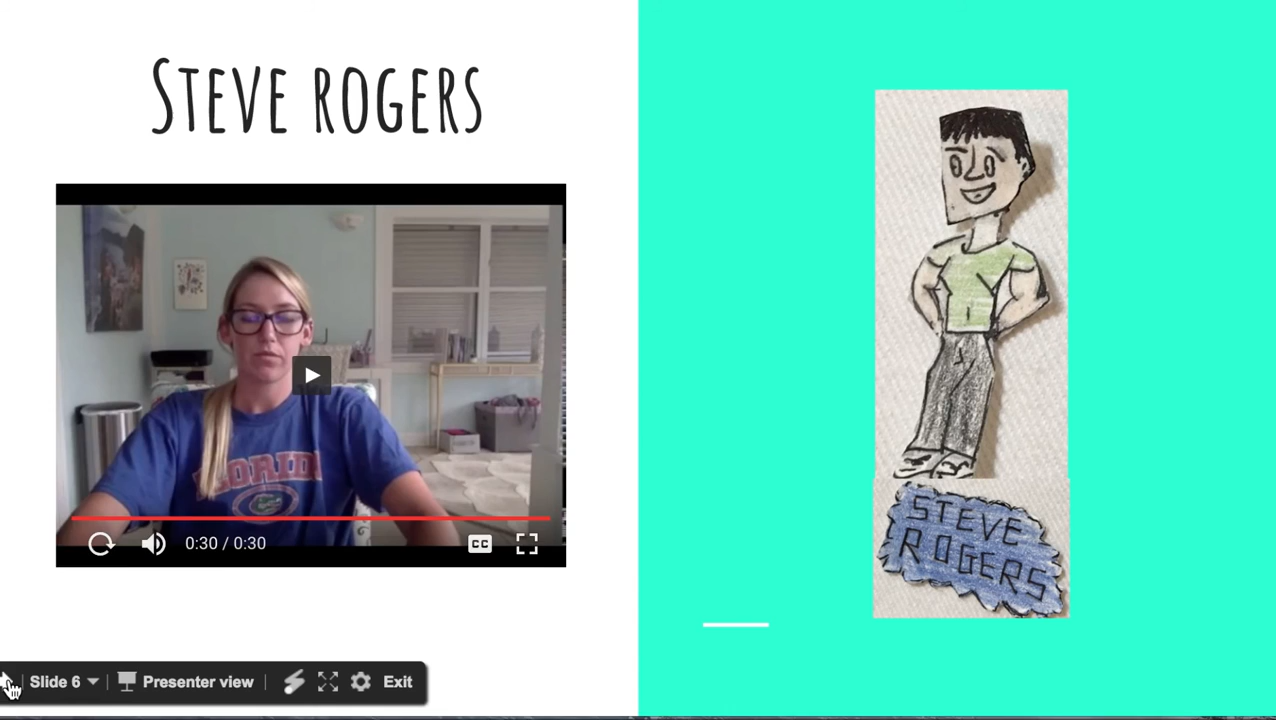 STEVE ROGERS
FLORIDA
0:30 / 0:30
CC
STEVE
ROGERS
Slide 6
Presenter view
Exit